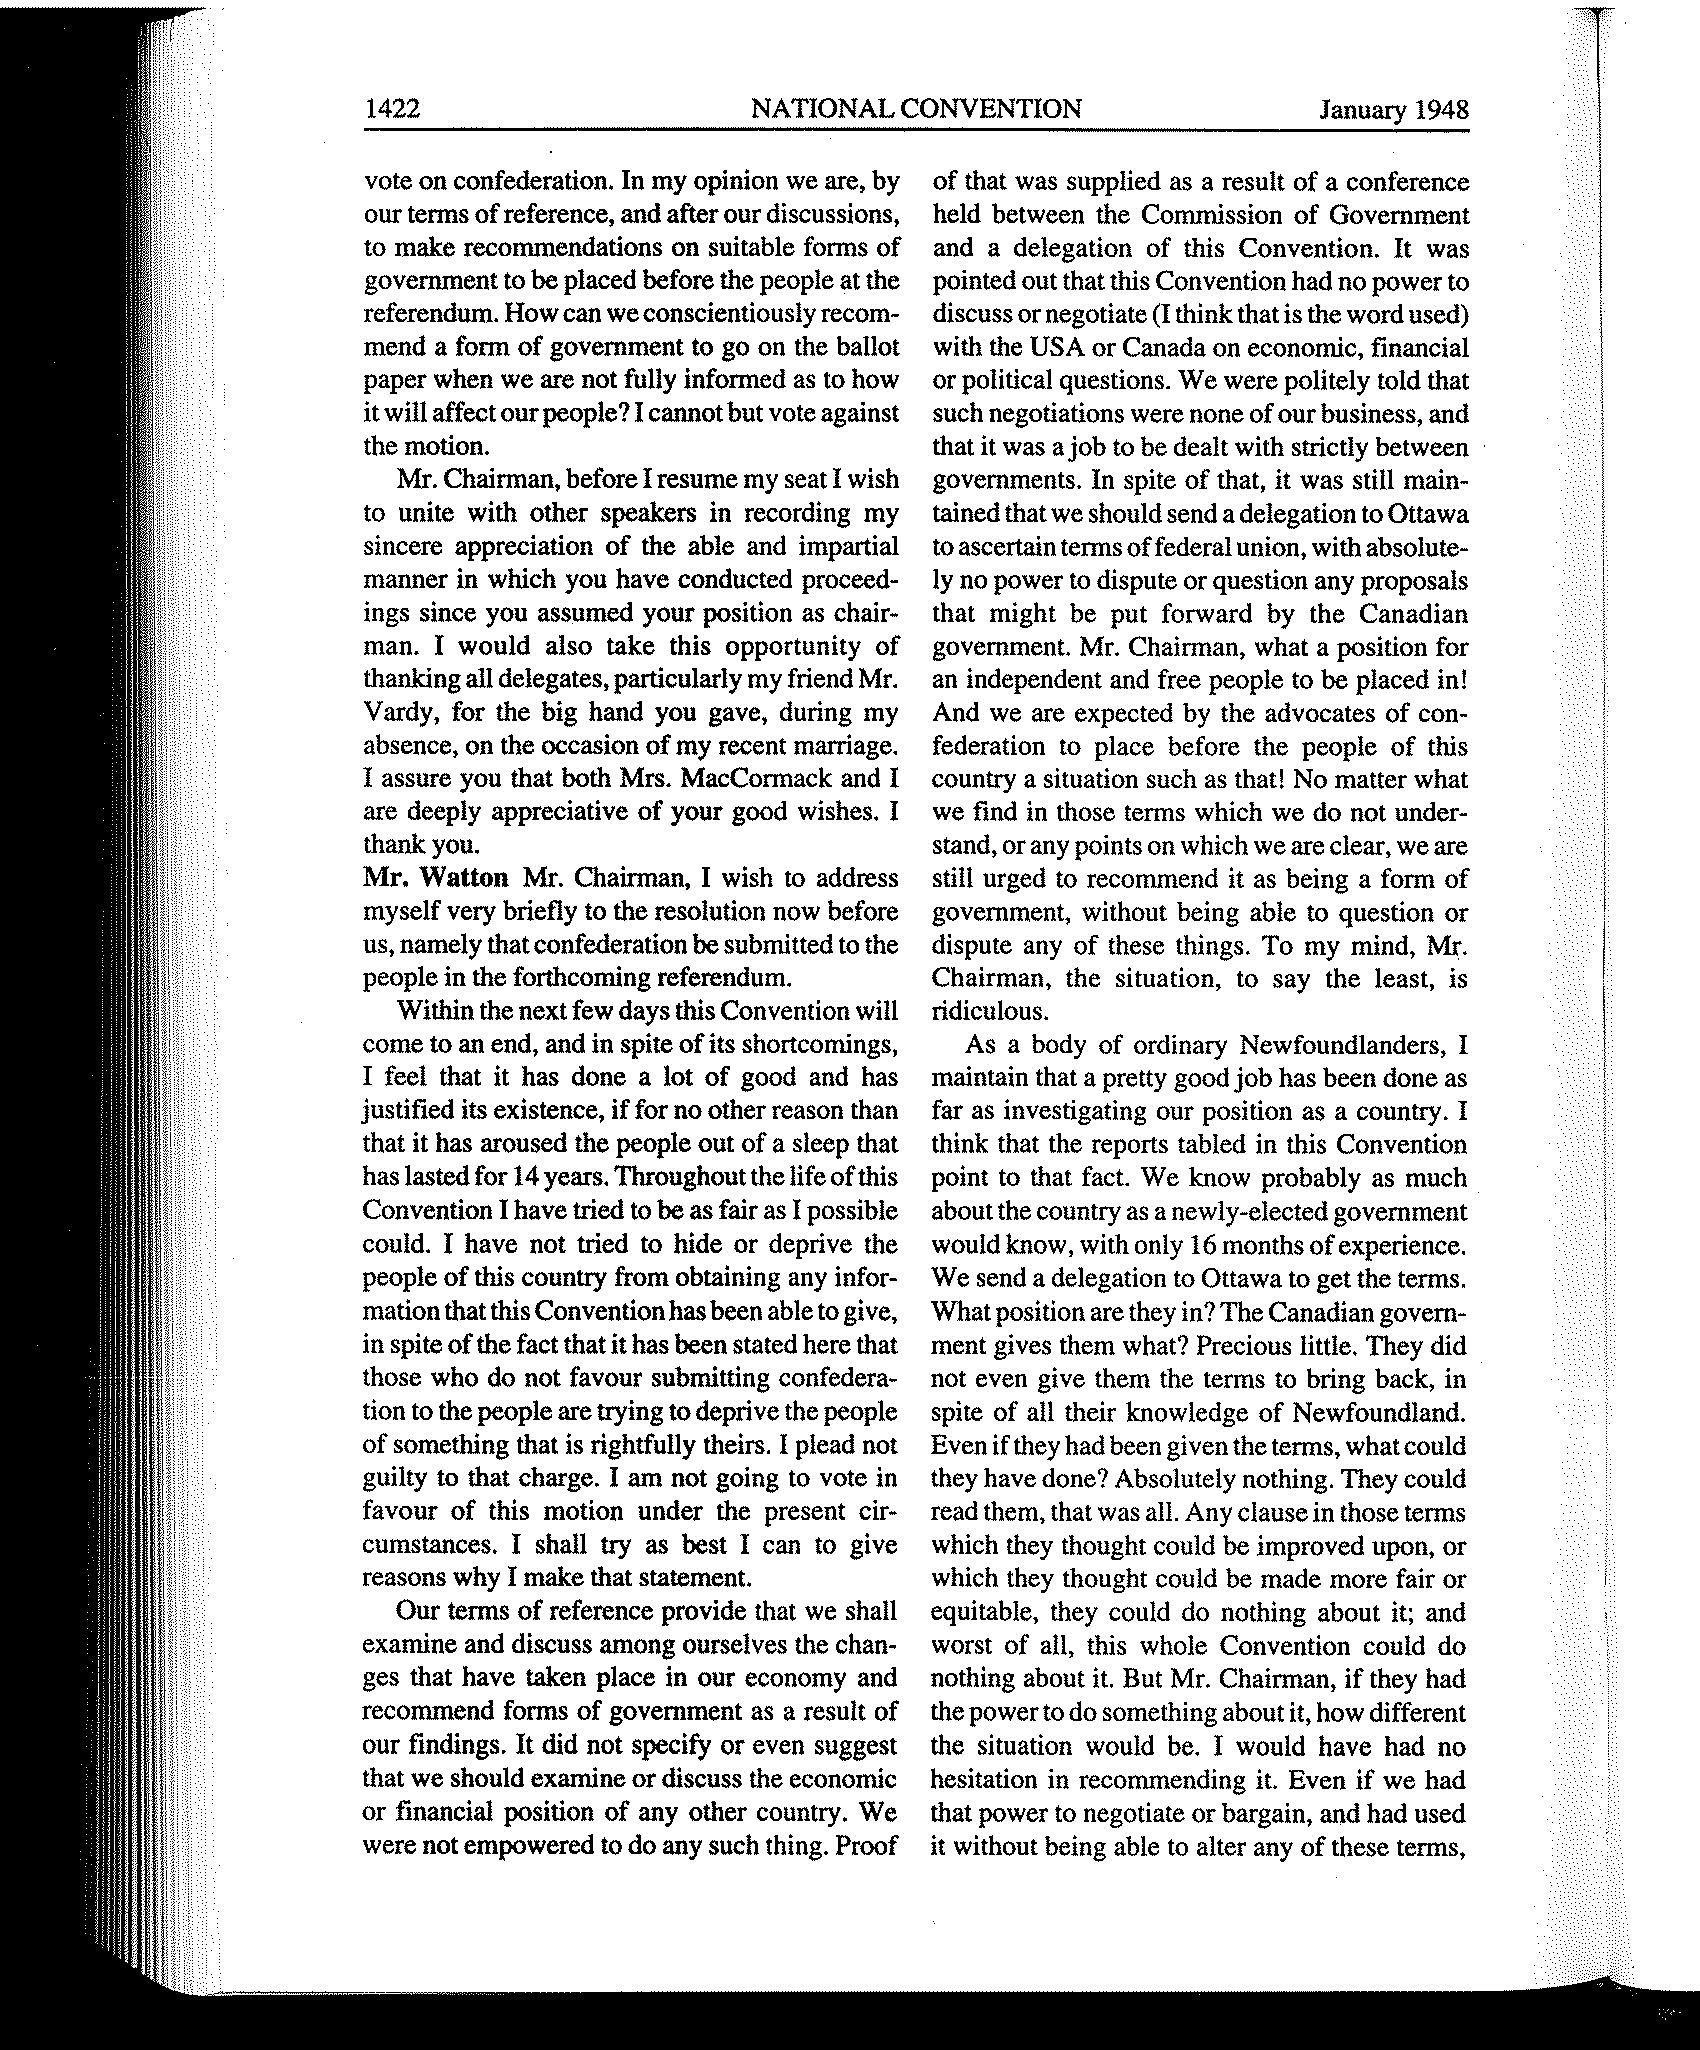 1422 NATIONAL CONVENTION January 1948
vote on confederation. In my opinion we are, by
our terms of reference, and after our discussions,
to make recommendations on suitable forms of
government to be placed before the people at the
referendum. How can we conscientiously recom-
mend a form of government to go on the ballot
paper when we are not fully informed as to how
it will affect our people? I cannot but vote against
the motion.
Mr. Chairman, before I resume my seat I wish
to unite with other speakers in recording my
sincere appreciation of the able and impartial
manner in which you have conducted proceed-
ings since you assumed your position as chair-
man. I would also take this opportunity of
thanking all delegates, particularly my friend Mr.
Vardy, for the big hand you gave, during my
absence, on the occasion of my recent marriage.
I assure you that both Mrs. MacCormack and I
are deeply appreciative of your good wishes. I
thank you.
Mr. Watton Mr. Chairman, I wish to address
myself very briefly to the resolution now before
us, namely that confederation be submitted to the
people in the forthcoming referendum.
Within the next few days this Convention will
come to an end, and in spite of its shortcomings,
I feel that it has done a lot of good and has
justified its existence, if for no other reason than
that it has aroused the people out of a sleep that
has lasted for 14 years. Throughout the life of this
Convention I have tried to be as fair as I possible
could. I have not tried to hide or deprive the
people of this country from obtaining any infor-
mation that this Convention has been able to give,
in spite of the fact that it has been stated here that
those who do not favour submitting confedera-
tion to the people are trying to deprive the people
of something that is rightfully theirs. I plead not
guilty to that charge. I am not going to vote in
favour of this motion under the present cir-
cumstances. I shall try as best I can to give
reasons why I make that statement.
Our terms of reference provide that we shall
examine and discuss among ourselves the chan-
ges that have taken place in our economy and
recommend forms of government as a result of
our findings. It did not specify or even suggest
that we should examine or discuss the economic
or financial position of any other country. We
were not empowered to do any such thing. Proof
of that was supplied as a result of a conference
held between the Commission of Government
and a delegation of this Convention. It was
pointed out that this Convention had no power to
discuss or negotiate (I think that is the word used)
with the USA or Canada on economic, financial
or political questions. We were politely told that
such negotiations were none of our business, and
that it was a job to be dealt with strictly between
governments. In spite of that, it was still main-
tained that we should send a delegation to Ottawa
to ascertain terms of federal union, with absolute-
ly no power to dispute or question any proposals
that might be put forward by the Canadian
government. Mr. Chairman, what a position for
an independent and free people to be placed in!
And we are expected by the advocates of con-
federation to place before the people of this
country a situation such as that! No matter what
we find in those terms which we do not under-
stand, or any points on which we are clear, we are
still urged to recommend it as being a form of
government, without being able to question or
dispute any of these things. To my mind, Mr.
Chairman, the situation, to say the least, is
ridiculous.
As a body of ordinary Newfoundlanders, I
maintain that a pretty good job has been done as
far as investigating our position as a country. I
think that the reports tabled in this Convention
point to that fact. We know probably as much
about the country as a newly-elected government
would know, with only 16 months of experience.
We send a delegation to Ottawa to get the terms.
What position are they in? The Canadian govern-
ment gives them what? Precious little. They did
not even give them the terms to bring back, in
spite of all their knowledge of Newfoundland.
Even if they had been given the terms, what could
they have done? Absolutely nothing. They could
read them, that was all. Any clause in those terms
which they thought could be improved upon, or
which they thought could be made more fair or
equitable, they could do nothing about it; and
worst of all, this whole Convention could do
nothing about it. But Mr. Chairman, if they had
the power to do something about it, how different
the situation would be. I would have had no
hesitation in recommending it. Even if we had
that power to negotiate or bargain, and had used
it without being able to alter any of these terms,